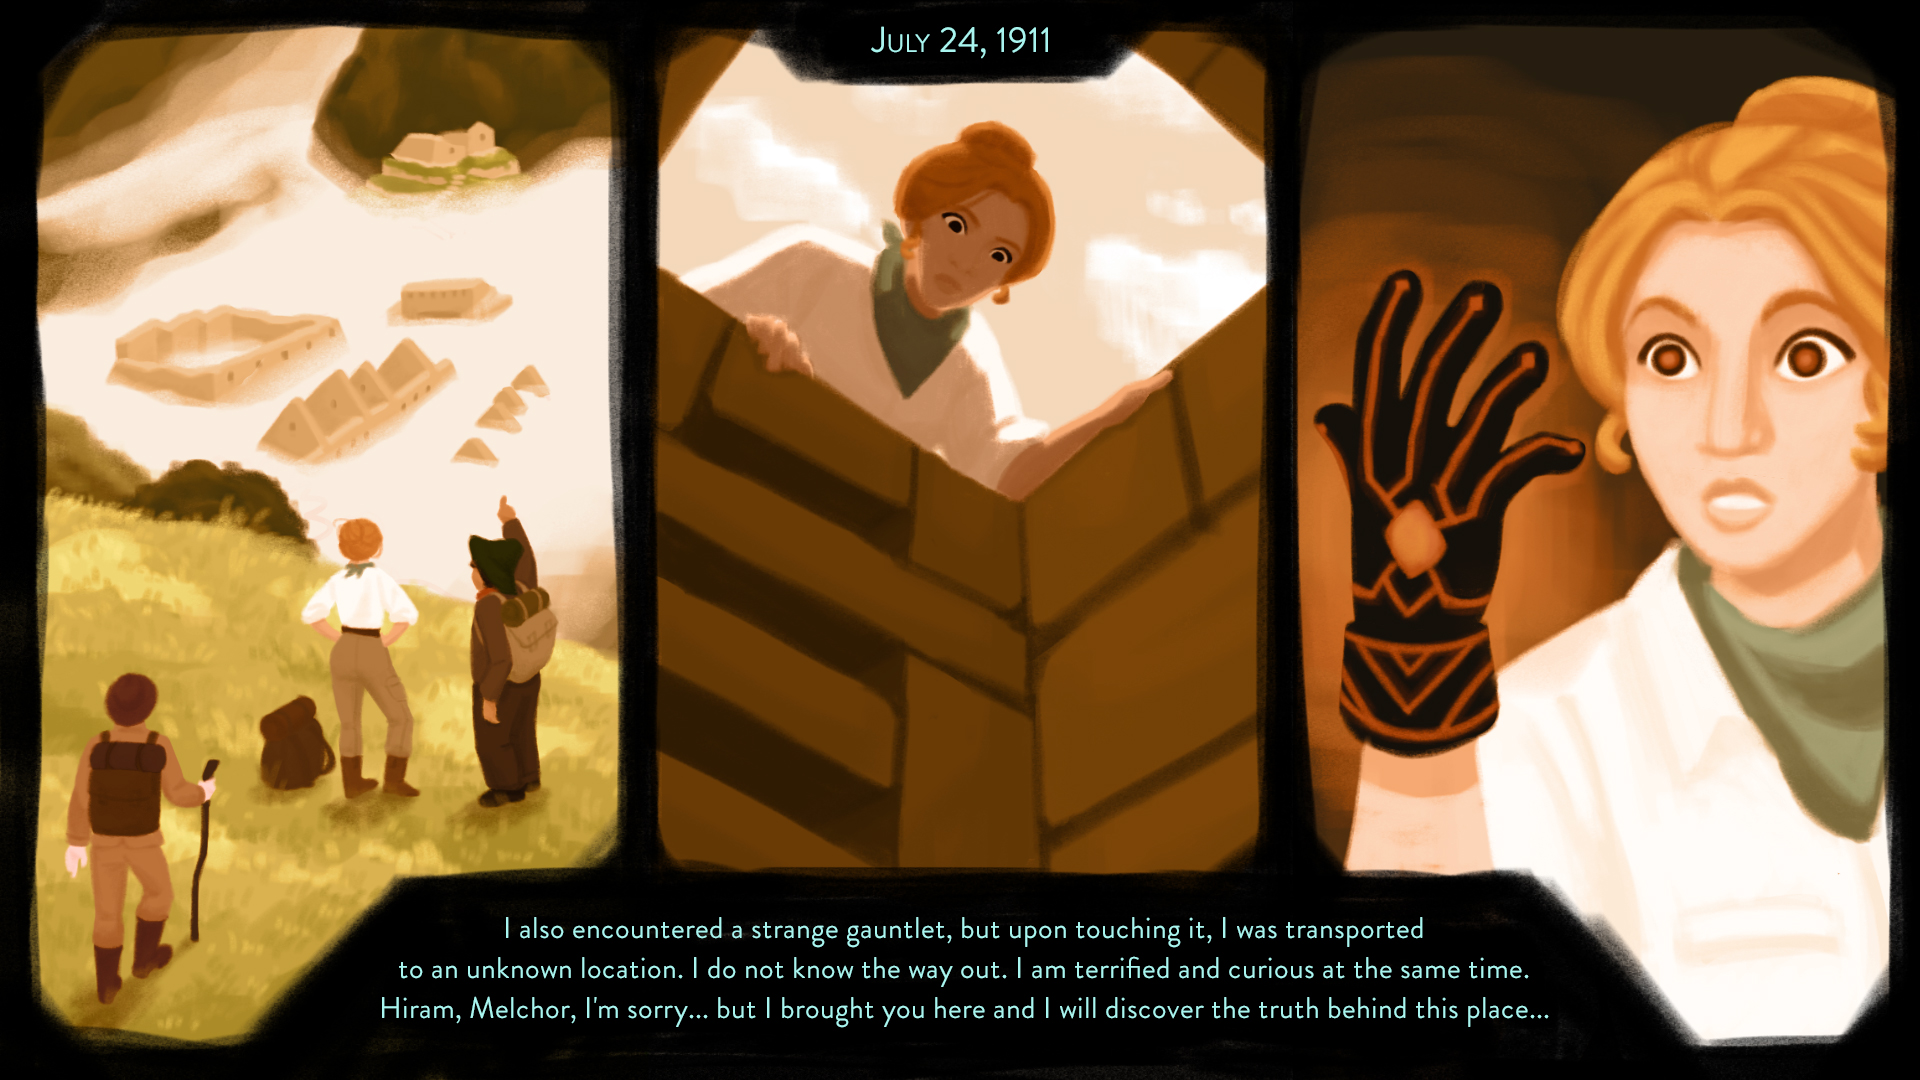 July 24, 1911
I also encountered a strange gauntlet, but upon touching it, I was transported
to an unknown location. I do not know the way out. I am terrified and curious at the same time.
Hiram, Melchor, I'm sorry... but I brought you here and I will discover the truth behind this place...